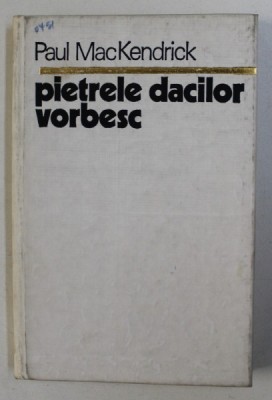 Paul MacKendrick
pietrele dacilor
vorbesc